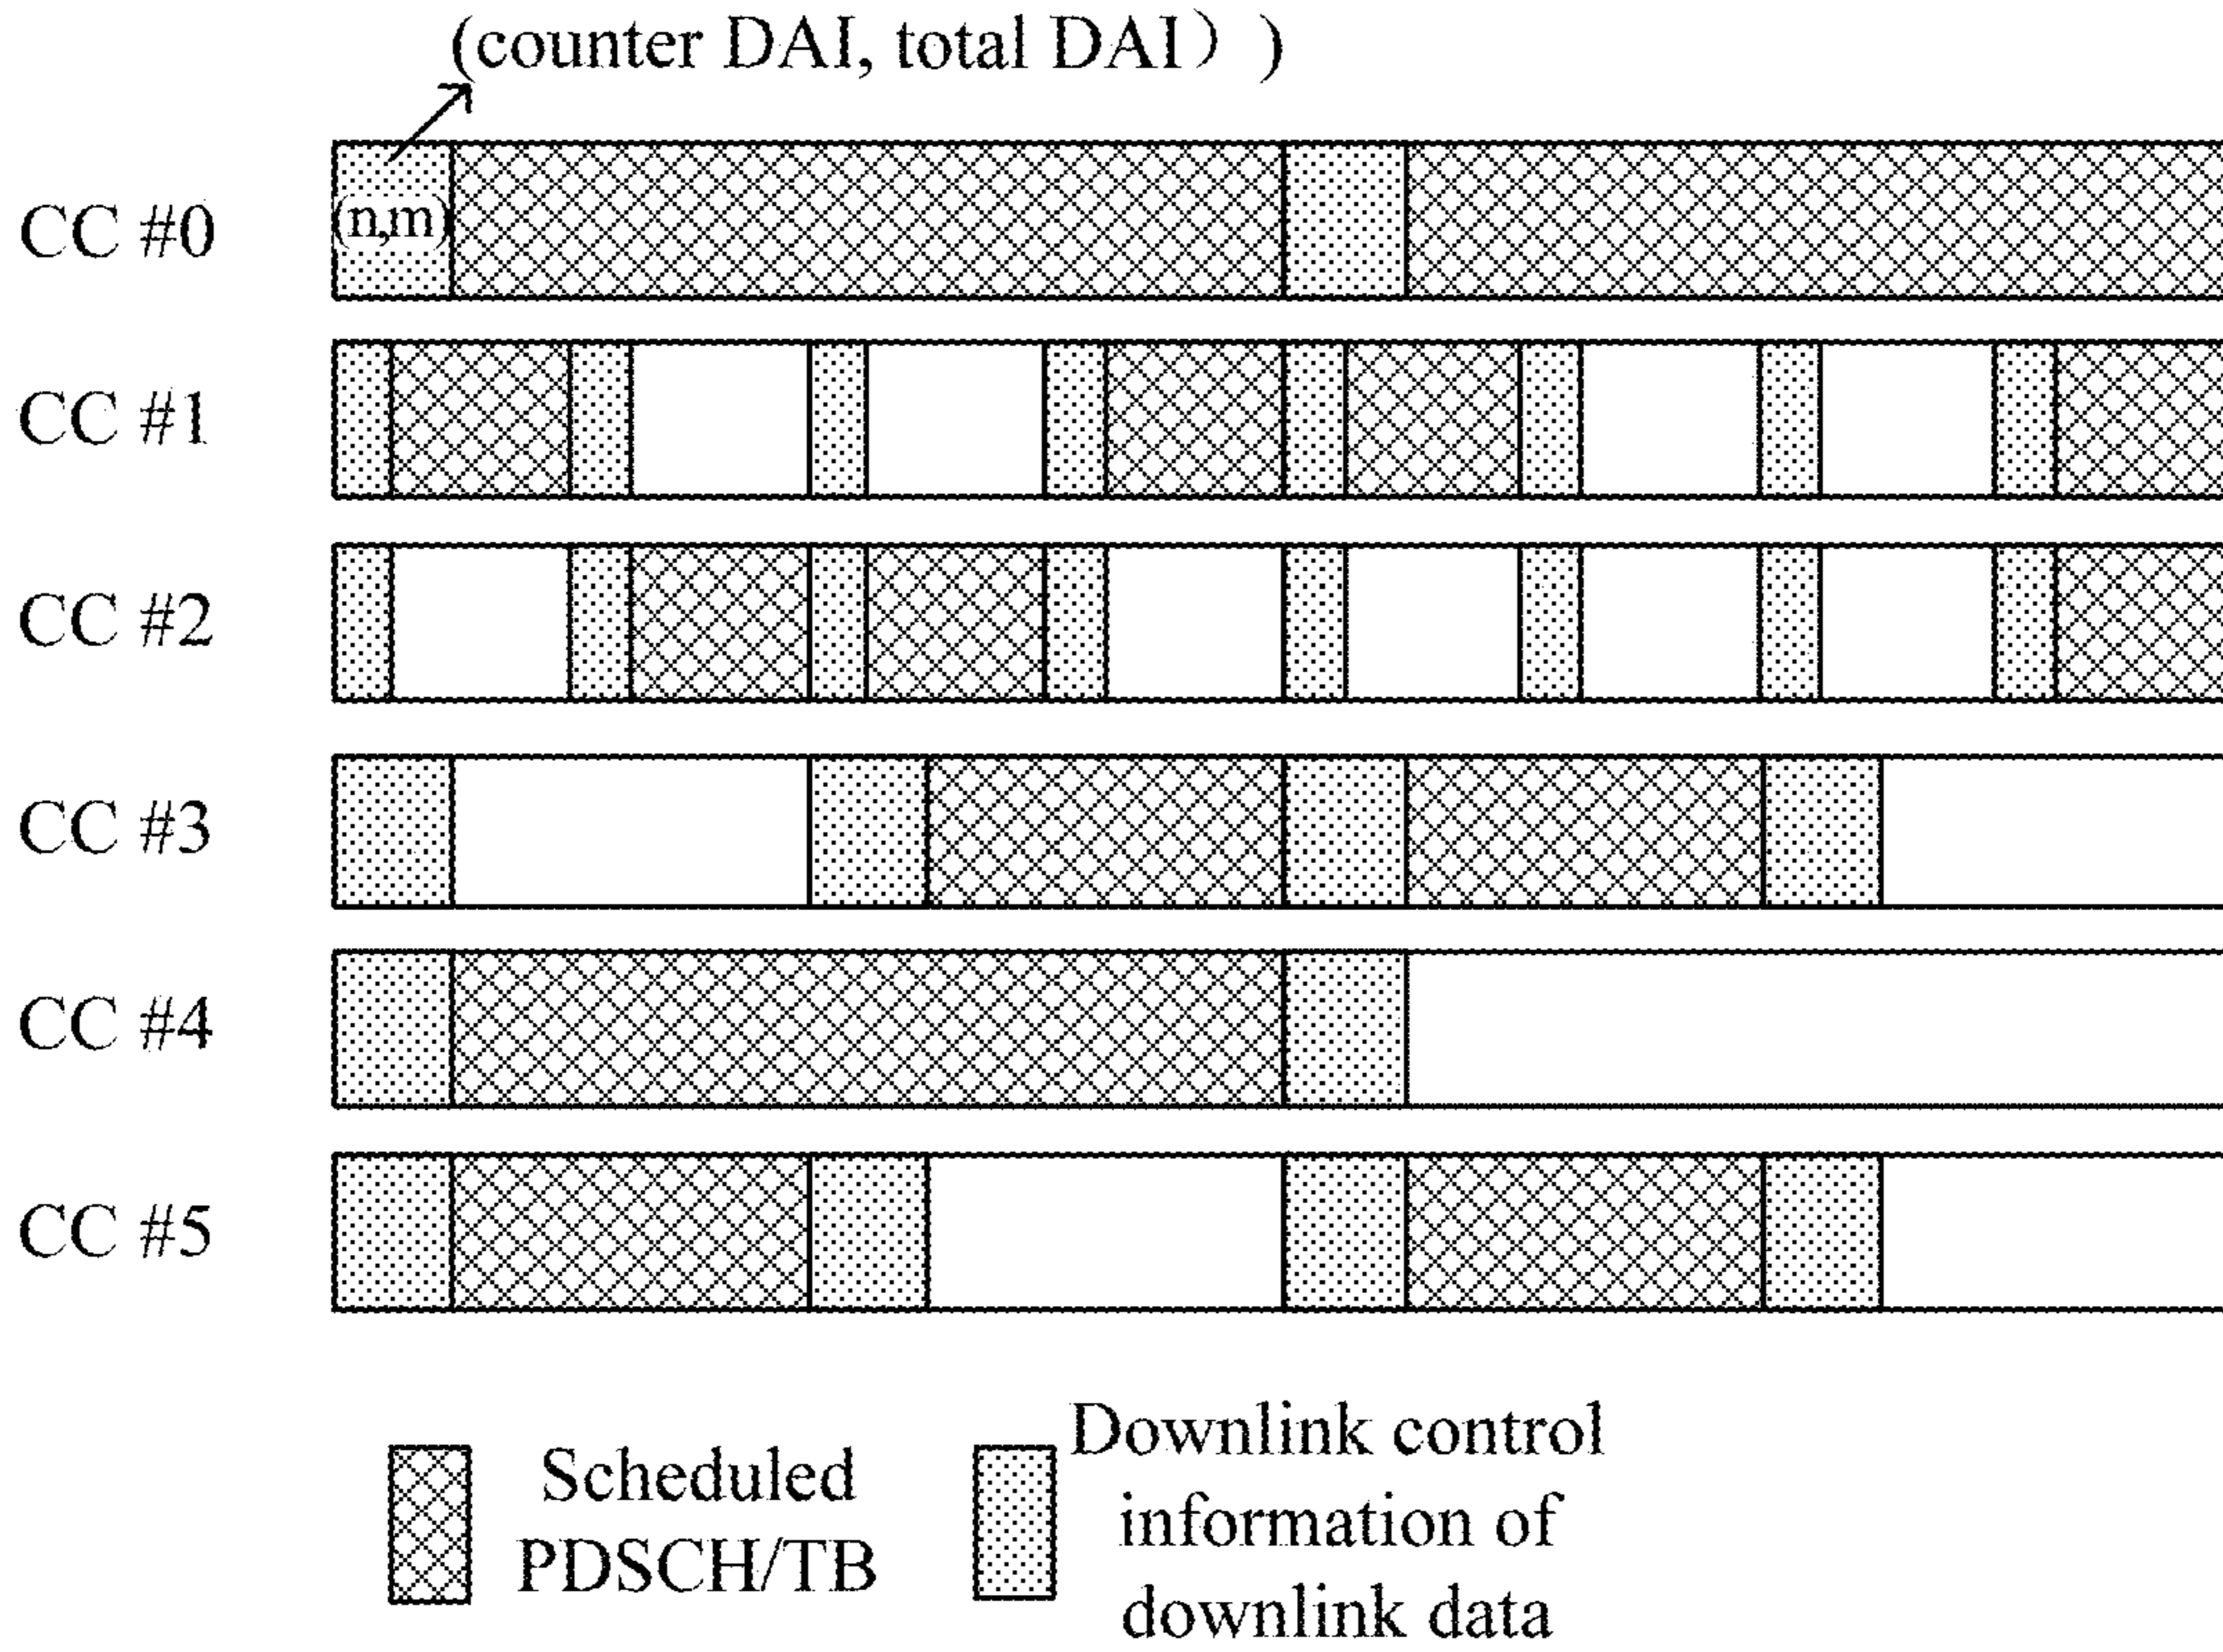 (counter DAI, total DAI） )
CC #0
(n,m)
CC #1
CC #2
CC #3
CC #4
CC #5
Scheduled
PDSCH/TB
Downlink control
information of
downlink data